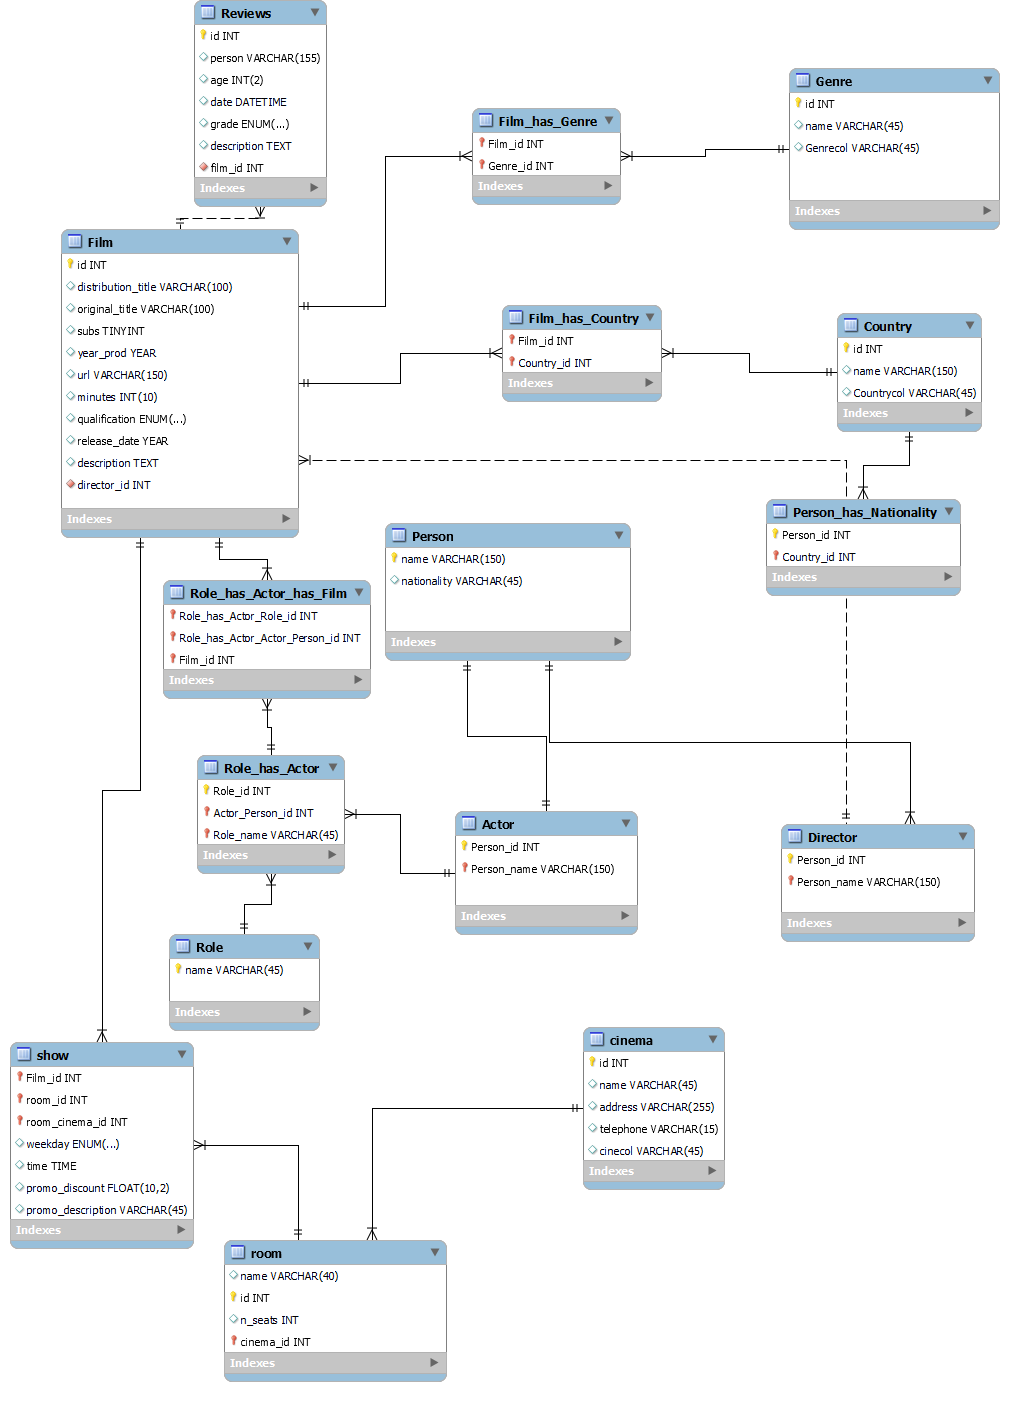 Reviews
id INT
person VARCHAR(155)
age INT(2)
date DATETIME
grade ENUM(...)
description TEXT
film_id INT
Indexes
Film_has_Genre
Film_id INT
Genre_id INT
Indexes
Genre
id INT
name VARCHAR(45)
Genrecol VARCHAR(45)
Indexes
Film
id INT
distribution_title VARCHAR(100)
original_title VARCHAR(100)
subs TINYINT
year_prod YEAR
url VARCHAR(150)
minutes INT(10)
qualification ENUM(...)
release_date YEAR
description TEXT
director_id INT
Indexes
Film_has_Country
Film_id INT
Country_id INT
Indexes
Country
id INT
name VARCHAR(150)
Countrycol VARCHAR(45)
Indexes
Person_has_Nationality
Person_id INT
Country_id INT
Indexes
Person
name VARCHAR(150)
nationality VARCHAR(45)
Indexes
Role_has_Actor_has_Film
Role_has_Actor_Role_id INT
Role_has_Actor_Actor_Person_id INT
Film_id INT
Indexes
Role_has_Actor
Role_id INT
Actor_Person_id INT
Role_name VARCHAR(45)
Indexes
Actor
Person_id INT
Person_name VARCHAR(150)
Indexes
Director
Person_id INT
Person_name VARCHAR(150)
Indexes
Role
name VARCHAR(45)
Indexes
show
Film_id INT
room_id INT
room_cinema_id INT
weekday ENUM(...)
time TIME
promo_discount FLOAT(10,2)
promo_description VARCHAR(45)
Indexes
cinema
id INT
name VARCHAR(45)
address VARCHAR(255)
telephone VARCHAR(15)
cinecol VARCHAR(45)
Indexes
room
name VARCHAR(40)
id INT
n_seats INT
cinema_id INT
Indexes